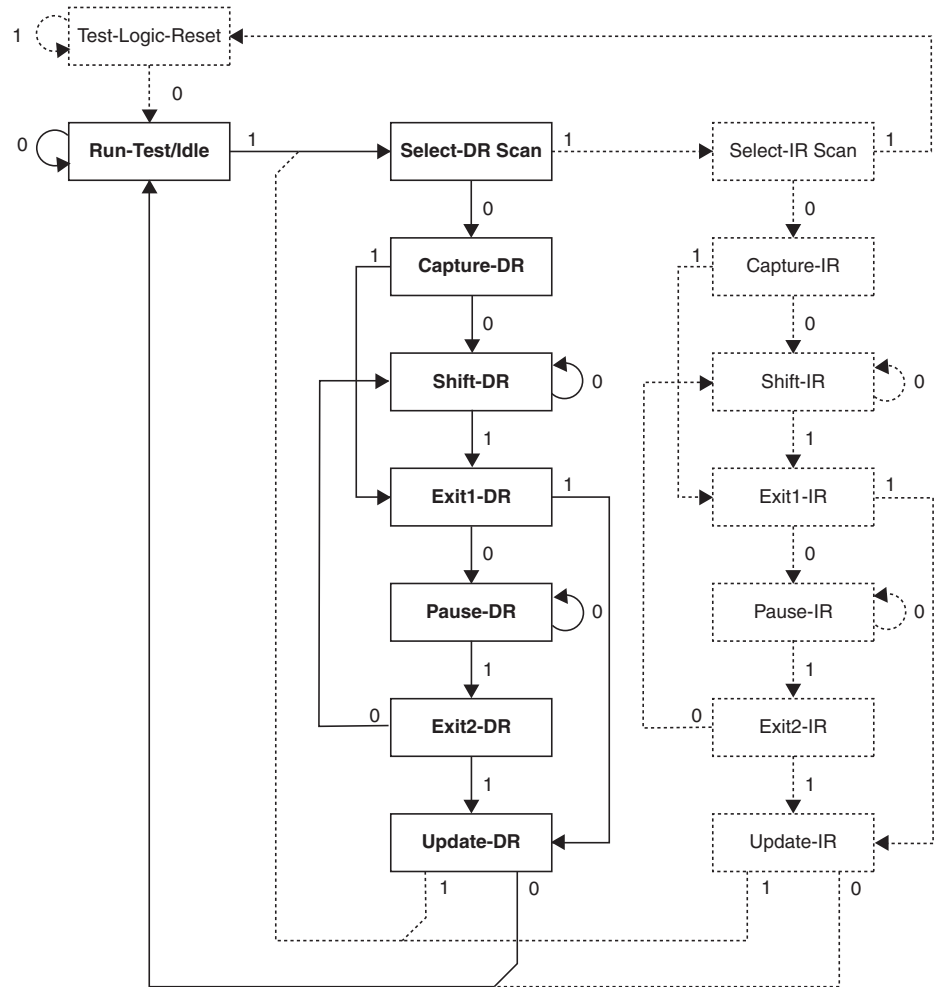 Test-Logic-Reset
1
0
Run-Test/Idle
0
1
Select-DR Scan
1
Select-IR Scan
1
0
0
Capture-DR
1
Capture-IR
1
0
0
Shift-DR
0
Shift-IR
0
1
1
Exit1-DR
1
Exit1-IR
1
0
0
Pause-DR
0
Pause-IR
0
1
1
Exit2-DR
0
Exit2-IR
0
1
1
Update-DR
Update-IR
1
0
1
0